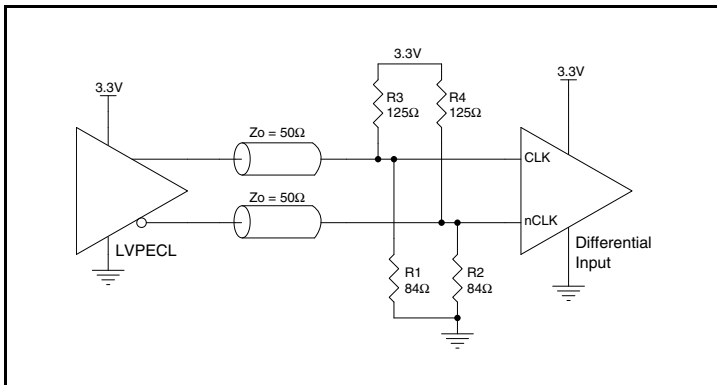 3.3V
3.3V
3.3V
R3
125Ω
R4
125Ω
Zo = 50Ω
CLK
Zo = 50Ω
nCLK
LVPECL
Differential
Input
R1
84Ω
R2
84Ω